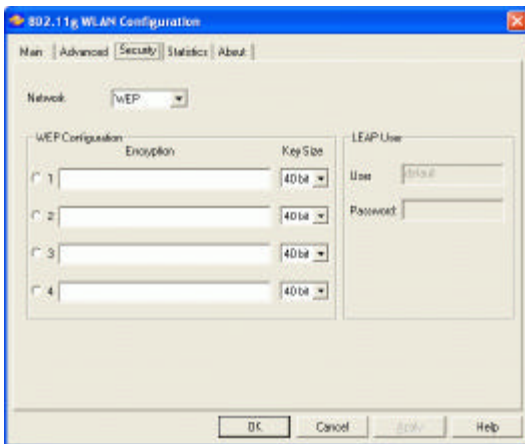 802.11g WLAN Configuration
Main Advanced Security Statistics About
Network WEP
WEP Configuration LEAP User
Encryption Key Size
1 40 bit User default
2 40 bit Password
3 40 bit
4 40 bit
OK Cancel Apply Help